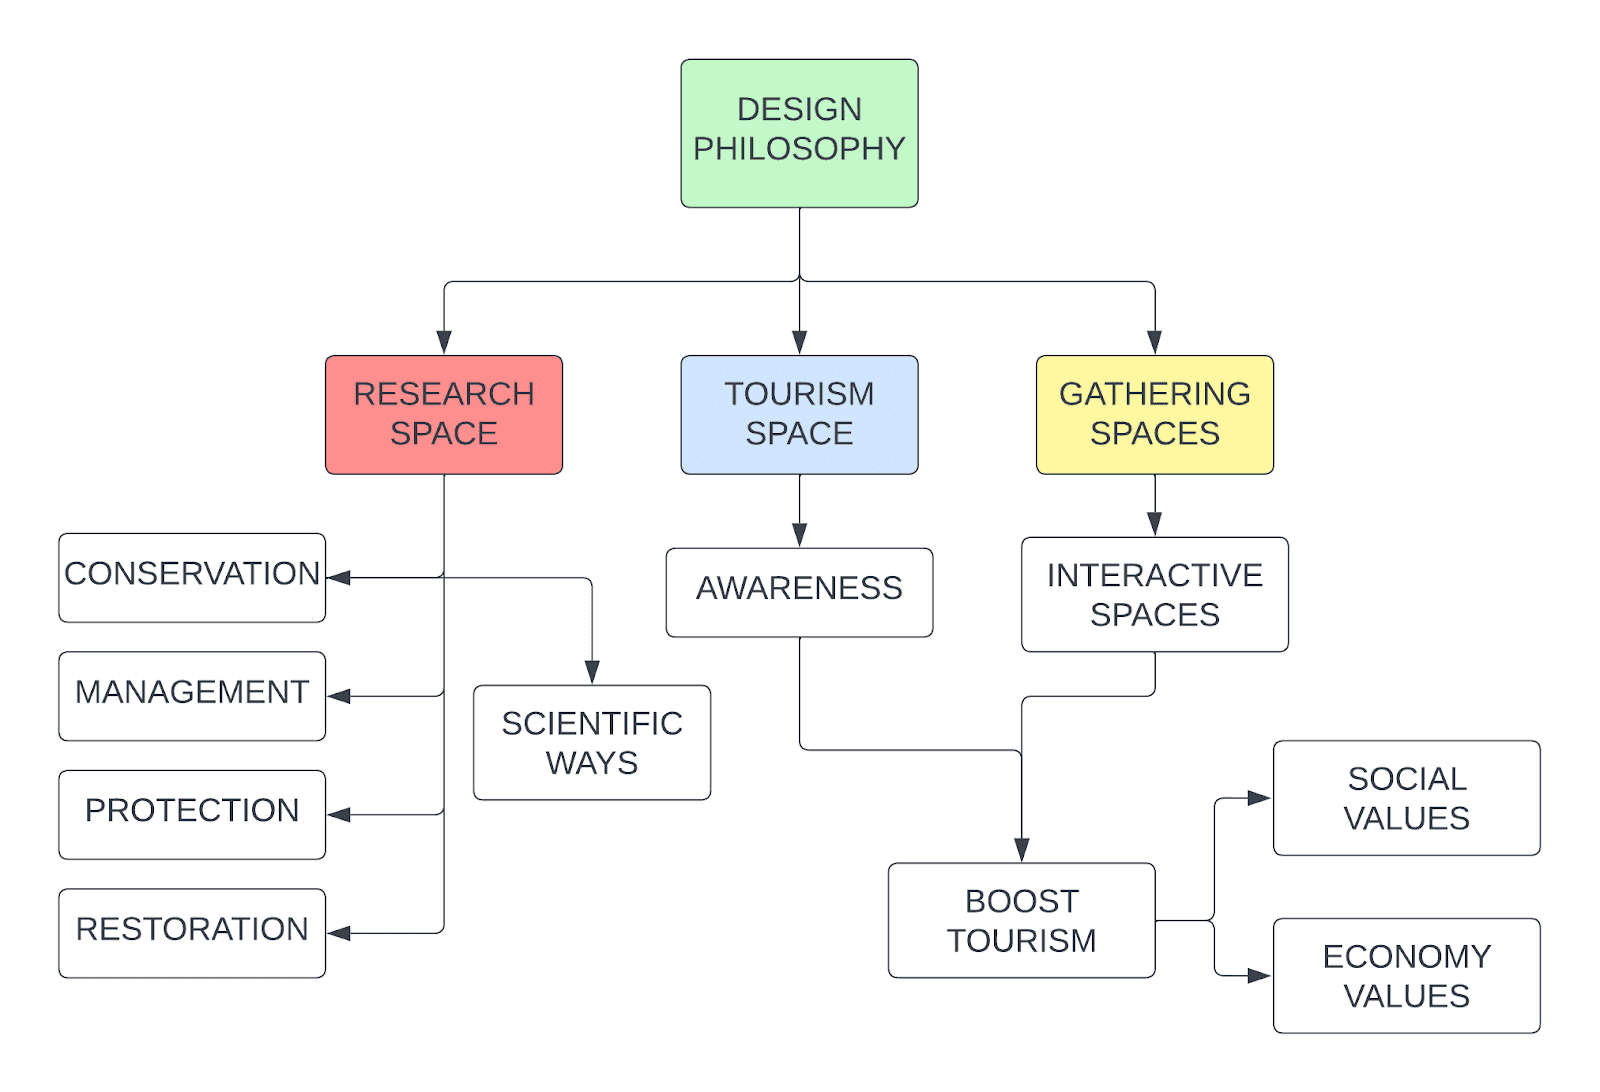 DESIGN
PHILOSOPHY
RESEARCH
SPACE
TOURISM
SPACE
GATHERING
SPACES
CONSERVATION
MANAGEMENT
PROTECTION
RESTORATION
SCIENTIFIC
WAYS
AWARENESS
INTERACTIVE
SPACES
BOOST
TOURISM
SOCIAL
VALUES
ECONOMY
VALUES